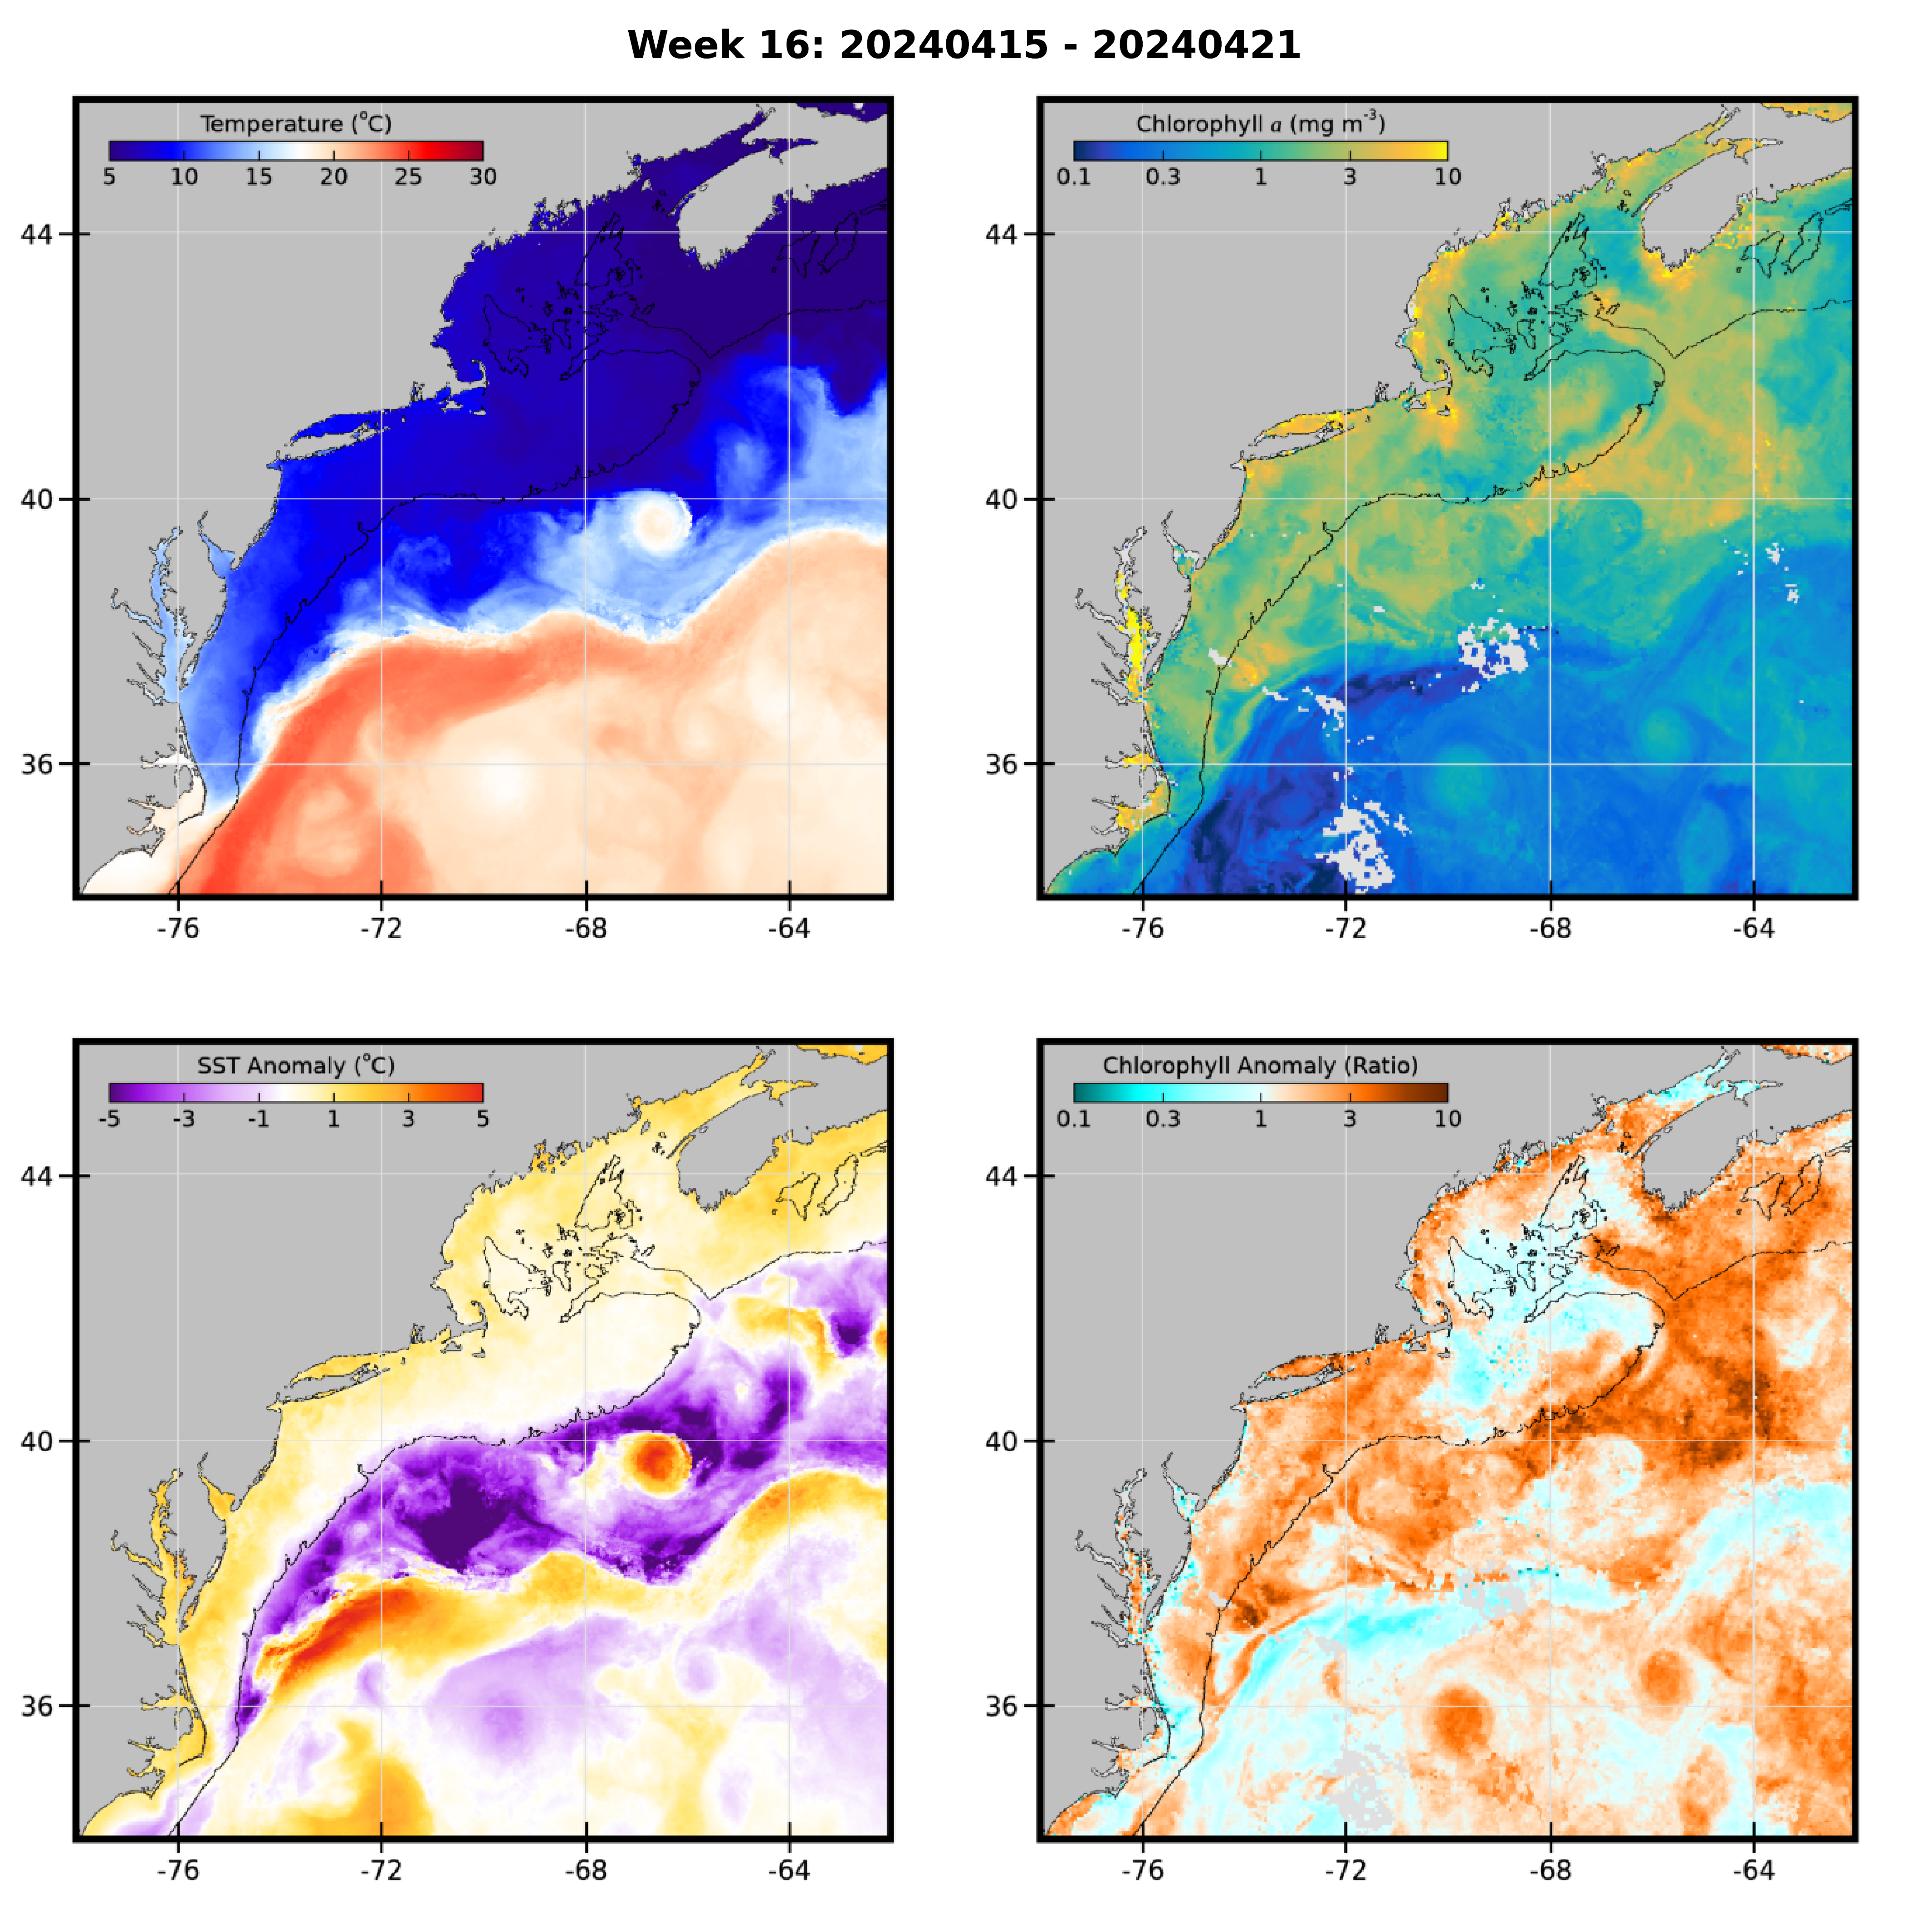 Week 16: 20240415 - 20240421
Temperature (°C)
5 10 15 20 25 30
44
40
36
-76 -72 -68 -64
Chlorophyll a (mg m⁻³)
0.1 0.3 1 3 10
44
40
36
-76 -72 -68 -64
SST Anomaly (°C)
-5 -3 -1 1 3 5
44
40
36
-76 -72 -68 -64
Chlorophyll Anomaly (Ratio)
0.1 0.3 1 3 10
44
40
36
-76 -72 -68 -64